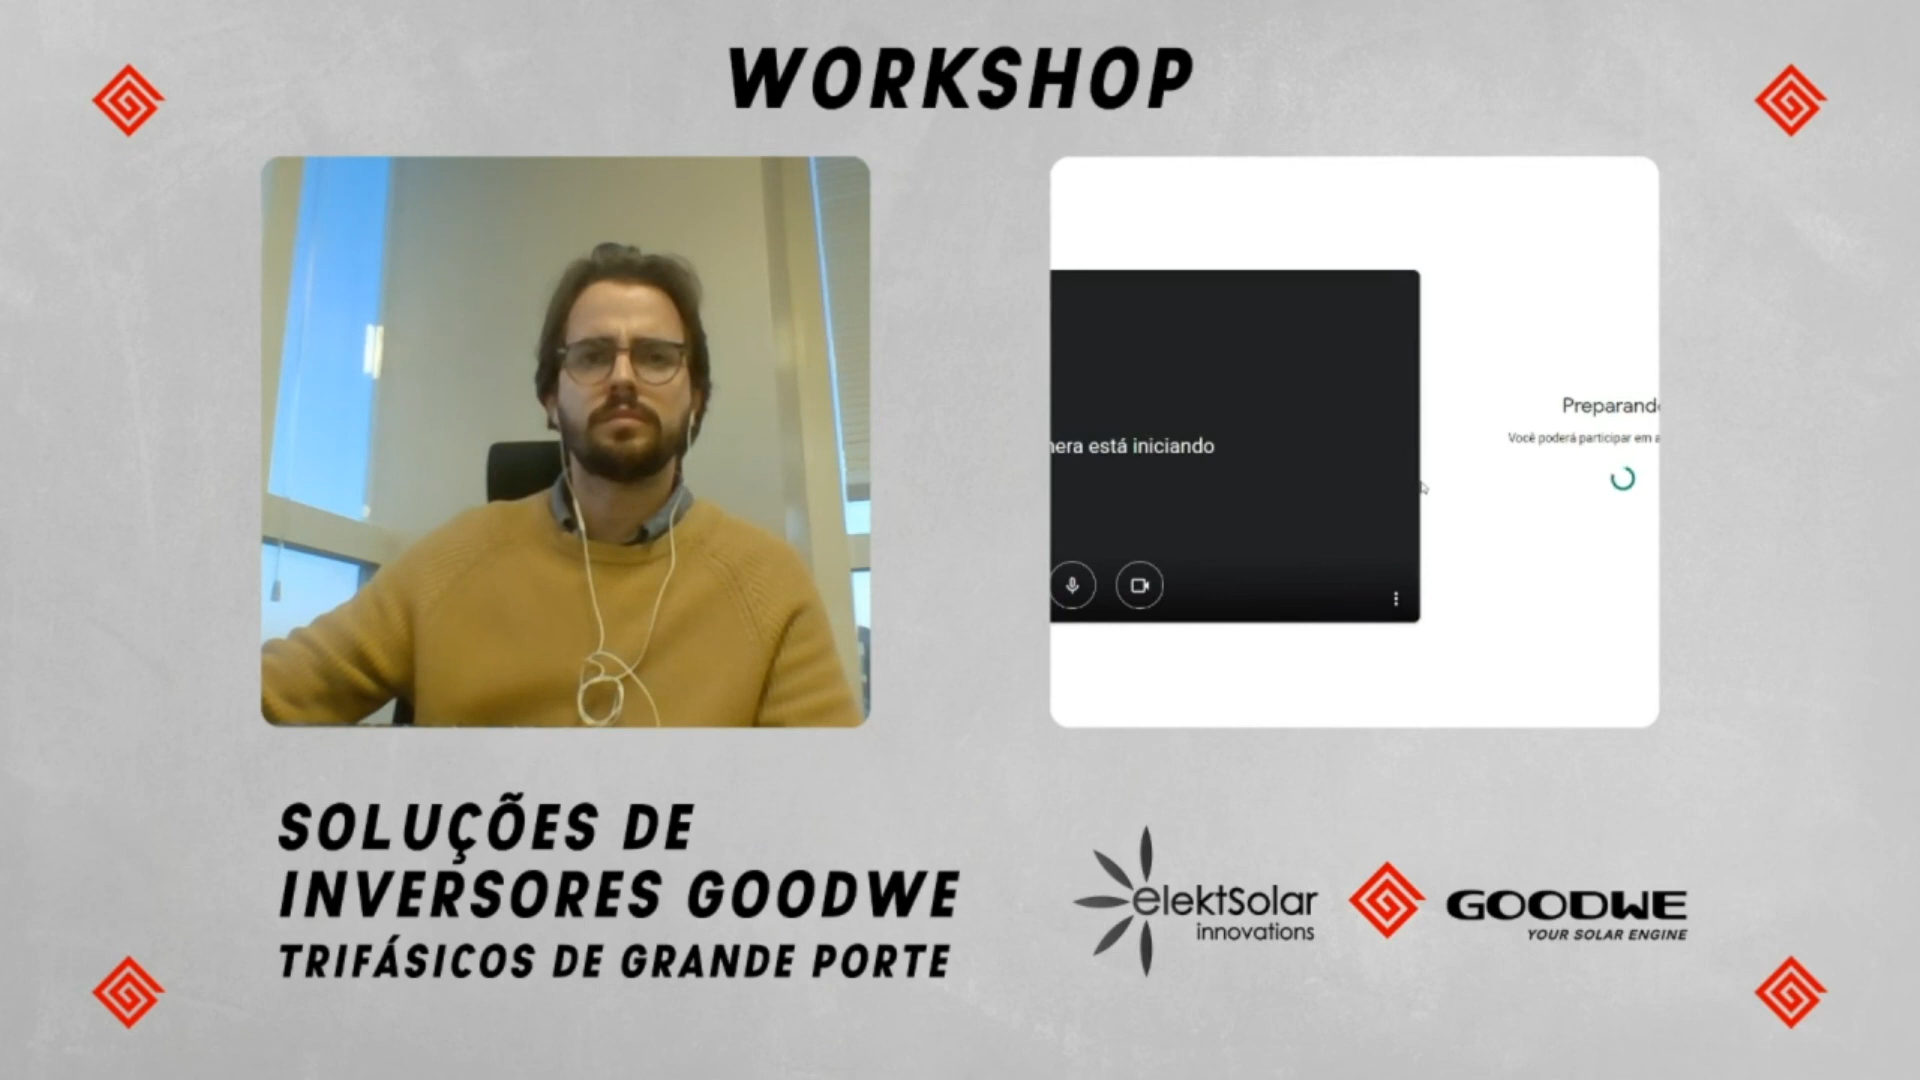 WORKSHOP
nera está iniciando
Preparand
Você poderá participar em a
SOLUÇÕES DE
INVERSORES GOODWE
TRIFÁSICOS DE GRANDE PORTE
elektSolar
innovations
GOODWE
YOUR SOLAR ENGINE